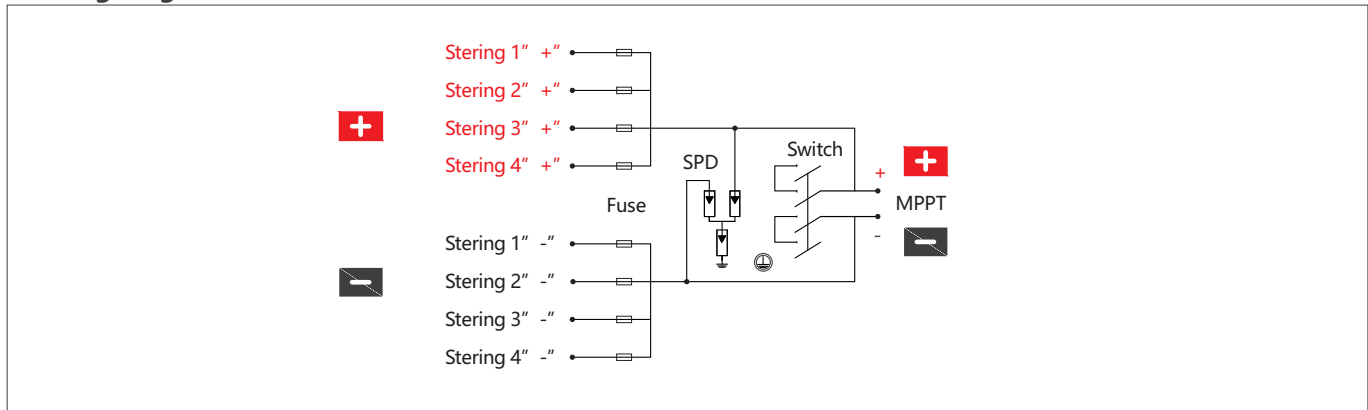 Stering 1" +"
Stering 2" +"
Stering 3" +"
Stering 4" +"
+
SPD
Switch
+
+
MPPT
-
-
Fuse
Stering 1" -"
Stering 2" -"
Stering 3" -"
Stering 4" -"
-